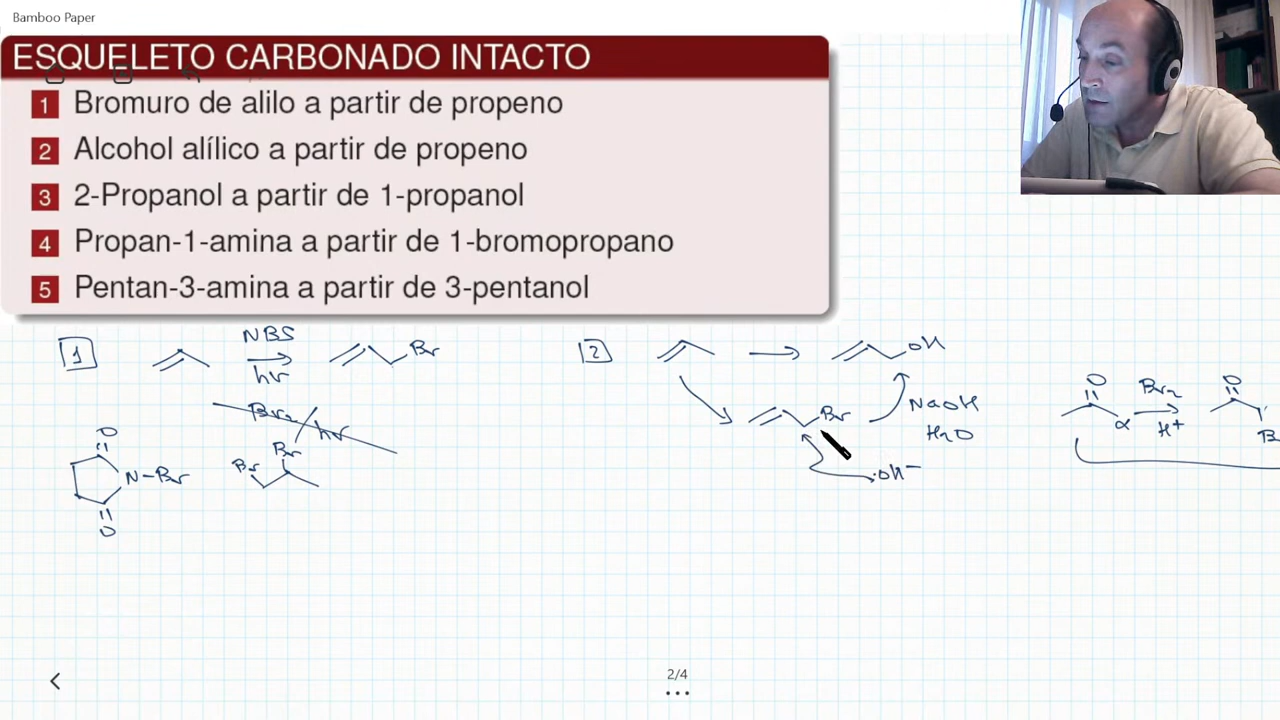 Bamboo Paper
ESQUELETO CARBONADO INTACTO
1 Bromuro de alilo a partir de propeno
2 Alcohol alílico a partir de propeno
3 2-Propanol a partir de 1-propanol
4 Propan-1-amina a partir de 1-bromopropano
5 Pentan-3-amina a partir de 3-pentanol
1
NBS
hν
Br
Br2/hν
O
N-Br
O
Br
Br
2
OH
Br
NaOH
H2O
OH−
O
α
Br2
H+
O
B
2/4